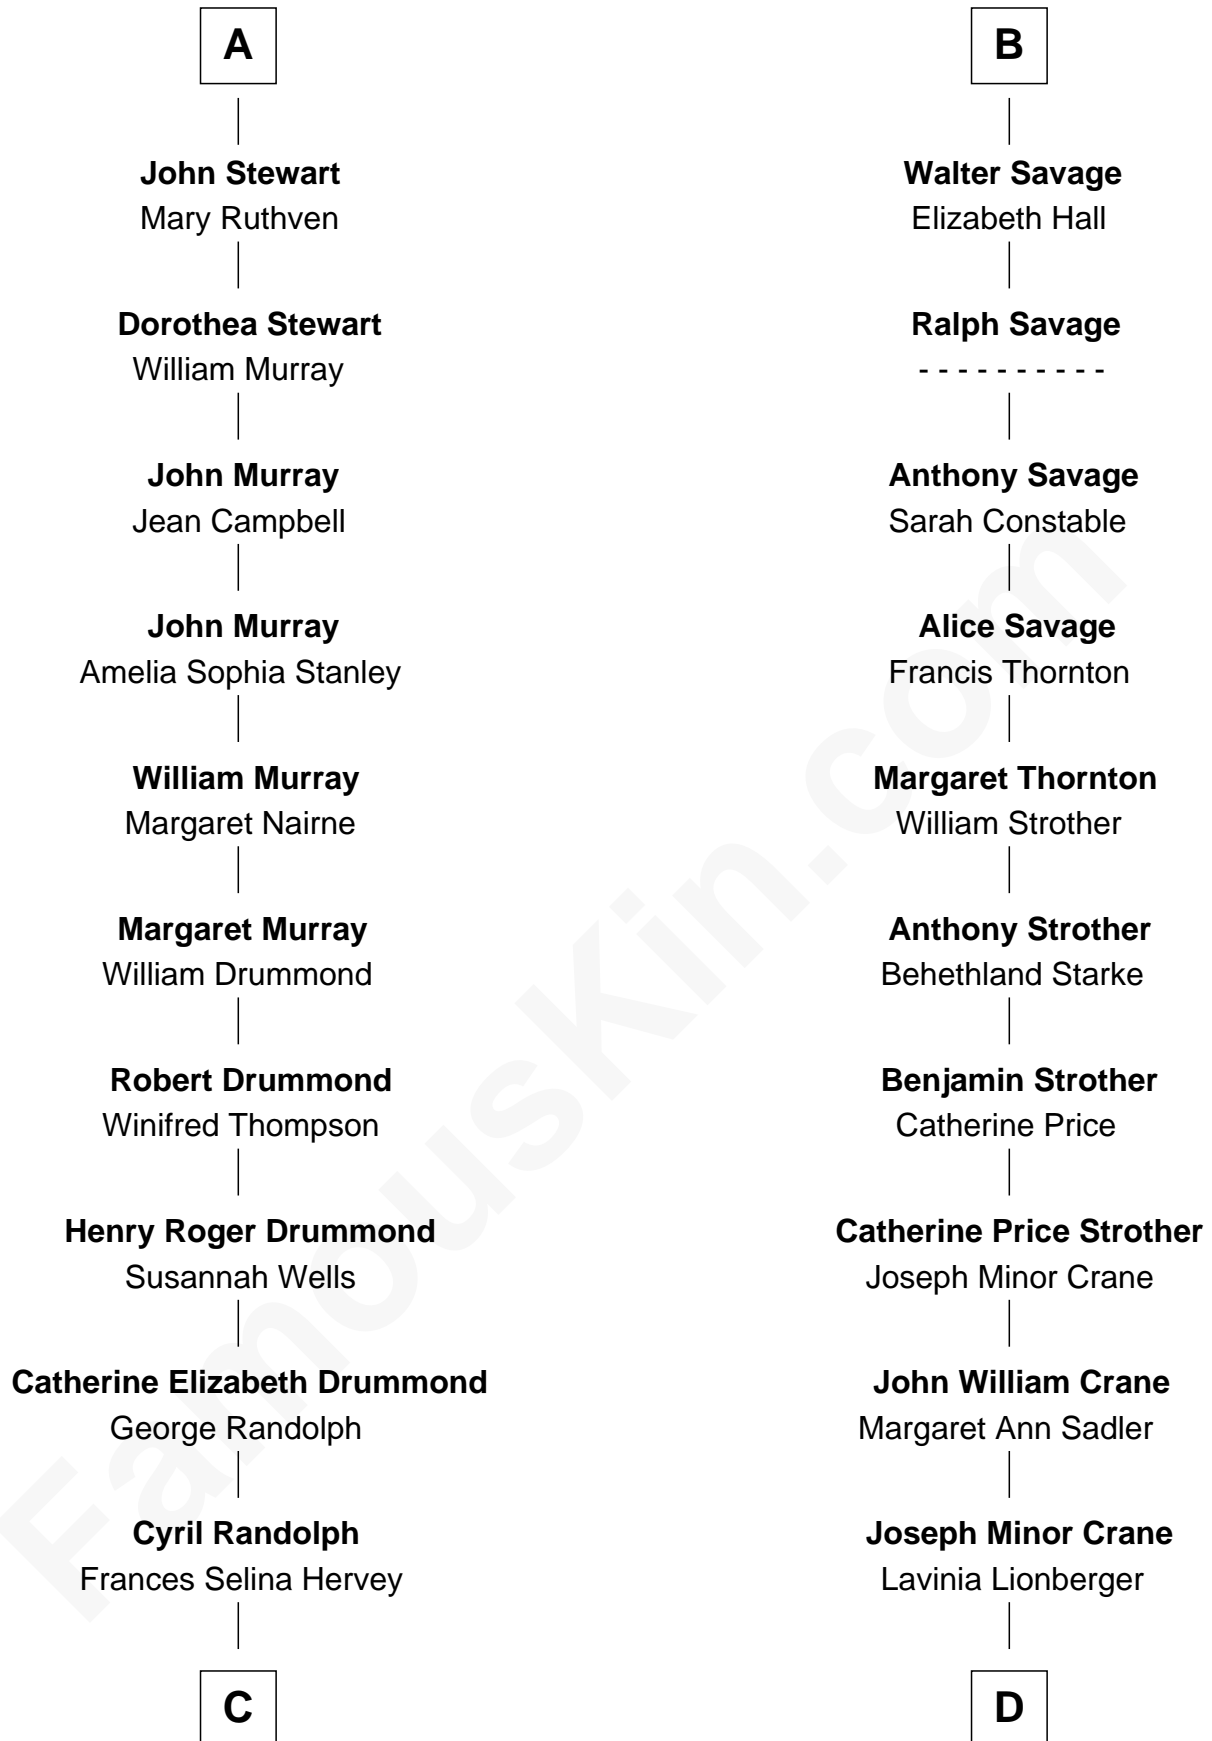 A
John Stewart
Mary Ruthven
Dorothea Stewart
William Murray
John Murray
Jean Campbell
John Murray
Amelia Sophia Stanley
William Murray
Margaret Nairne
Margaret Murray
William Drummond
Robert Drummond
Winifred Thompson
Henry Roger Drummond
Susannah Wells
Catherine Elizabeth Drummond
George Randolph
Cyril Randolph
Frances Selina Hervey
C
B
Walter Savage
Elizabeth Hall
Ralph Savage
- - - - - - - - - -
Anthony Savage
Sarah Constable
Alice Savage
Francis Thornton
Margaret Thornton
William Strother
Anthony Strother
Behethland Starke
Benjamin Strother
Catherine Price
Catherine Price Strother
Joseph Minor Crane
John William Crane
Margaret Ann Sadler
Joseph Minor Crane
Lavinia Lionberger
D
FamousKin.com